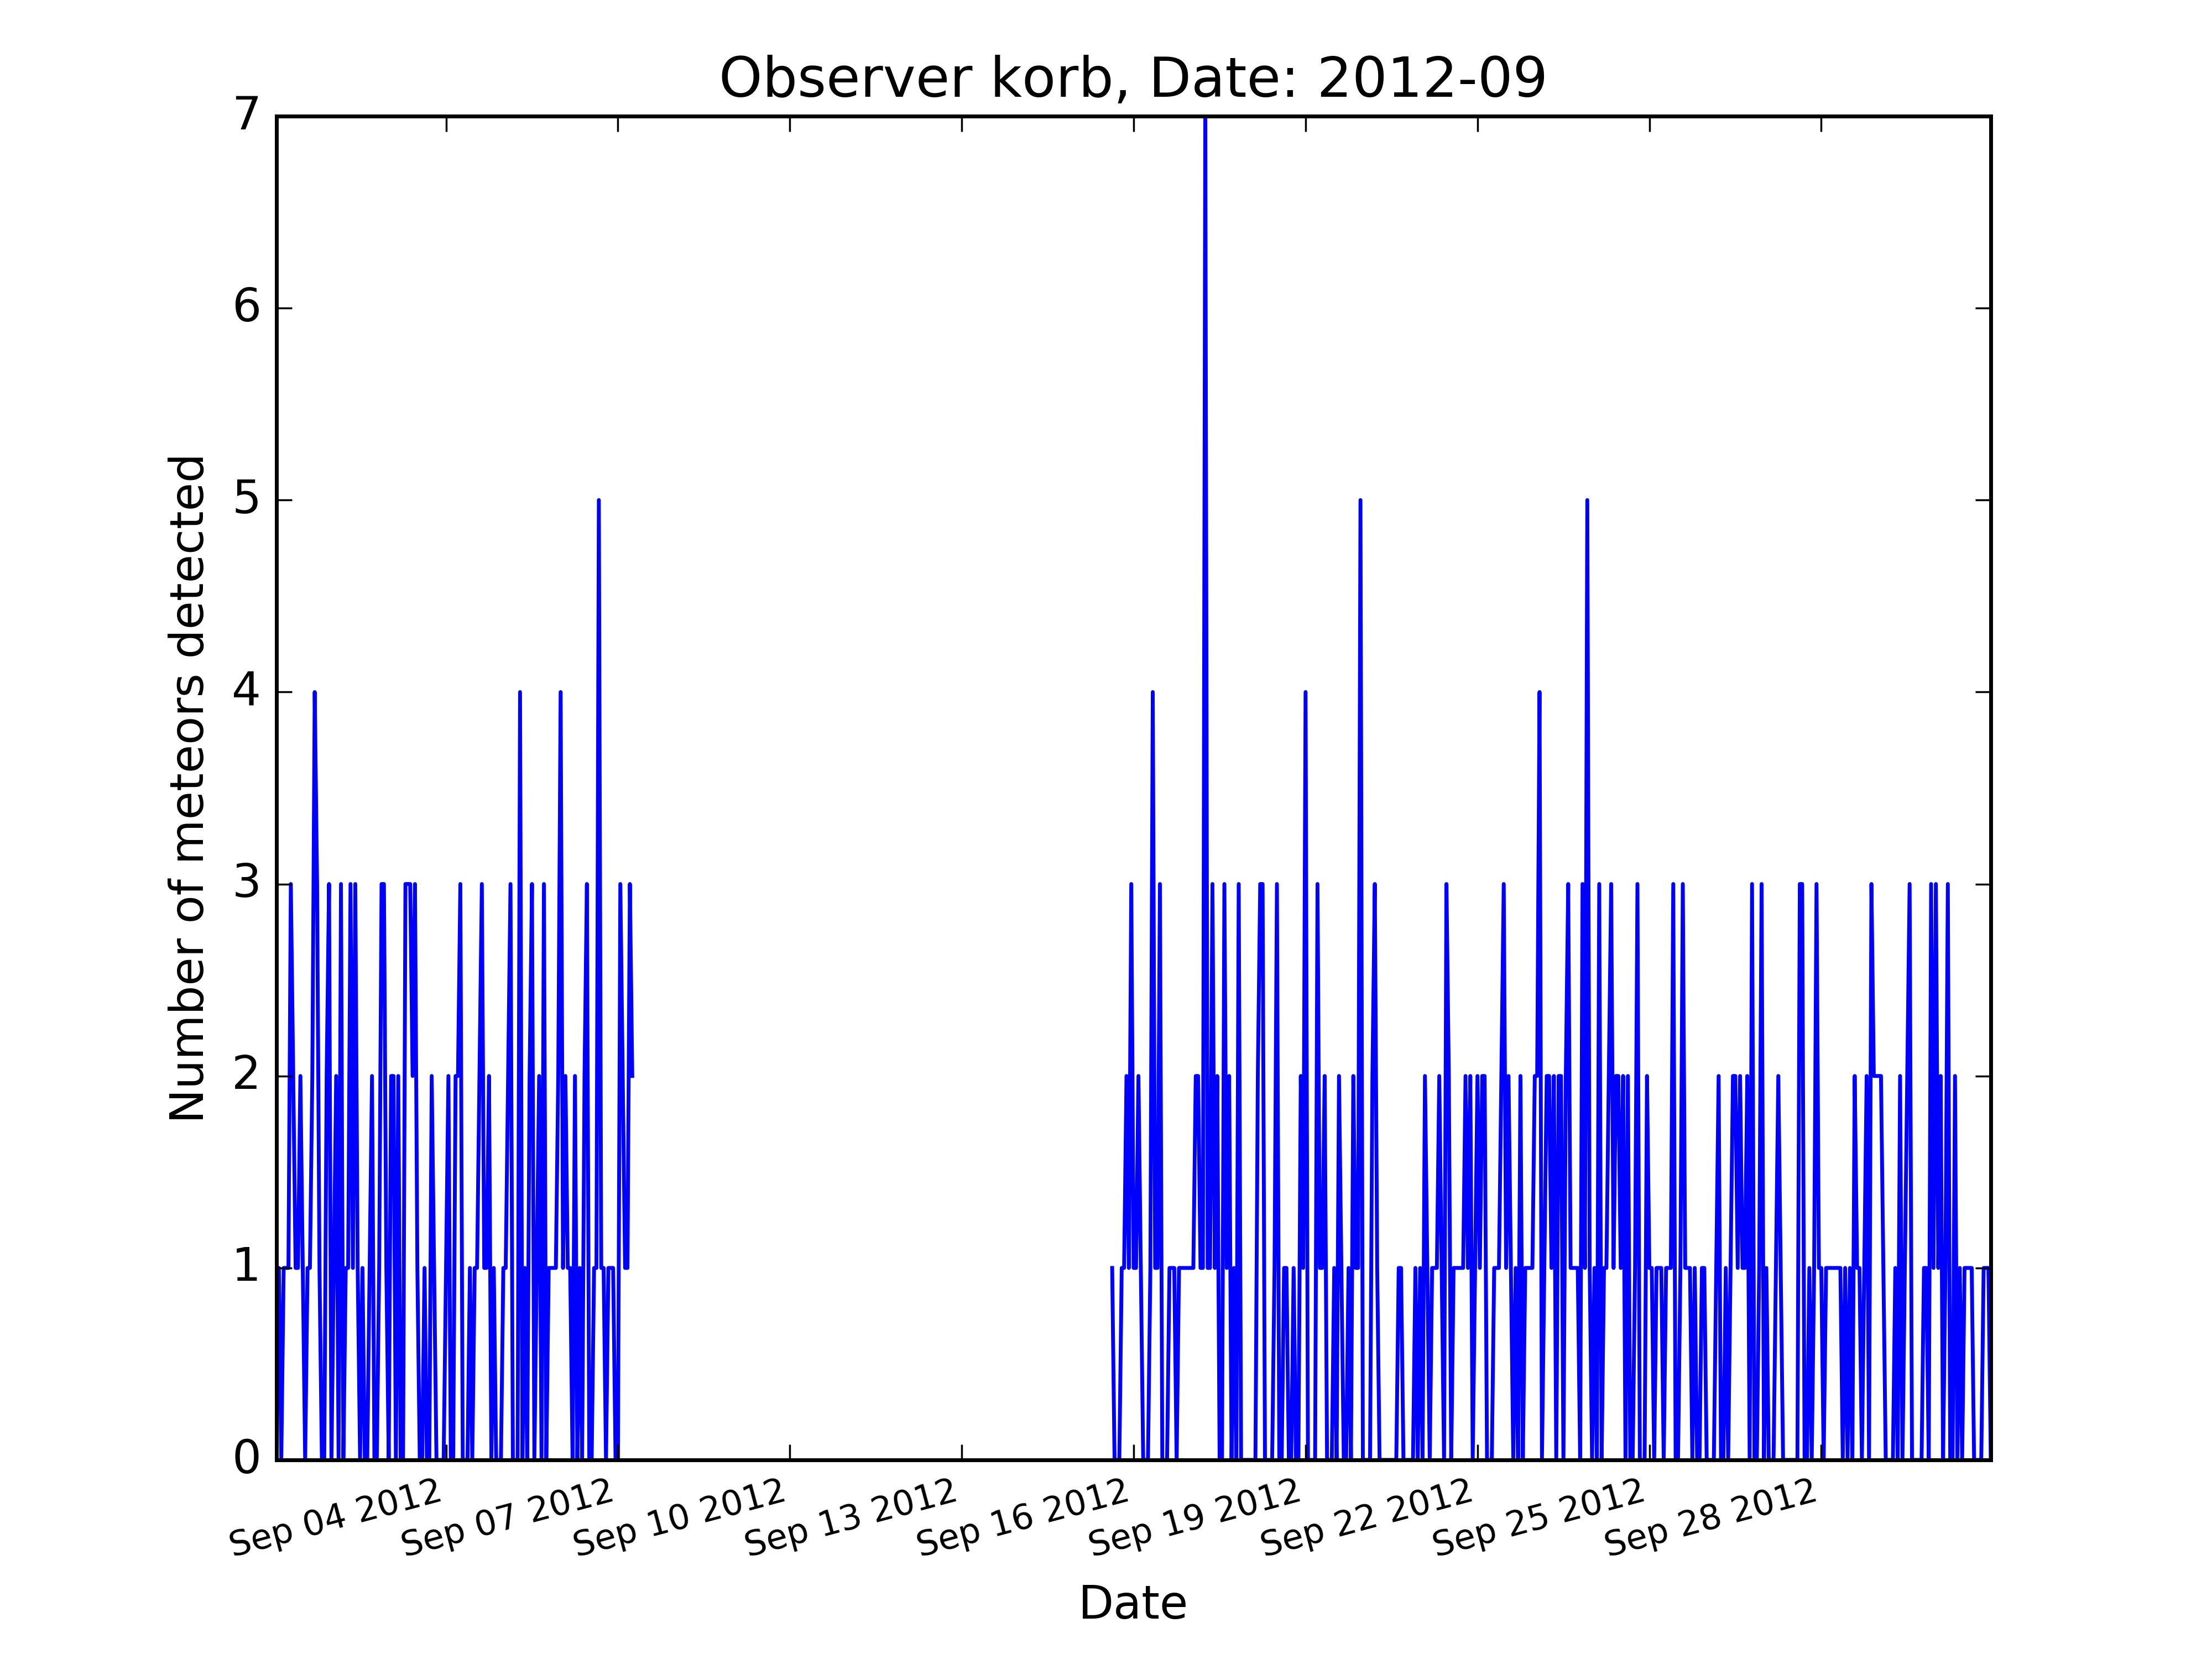 Observer korb, Date: 2012-09
7
6
5
4
3
2
1
0
Number of meteors detected
Sep 04 2012
Sep 07 2012
Sep 10 2012
Sep 13 2012
Sep 16 2012
Sep 19 2012
Sep 22 2012
Sep 25 2012
Sep 28 2012
Date